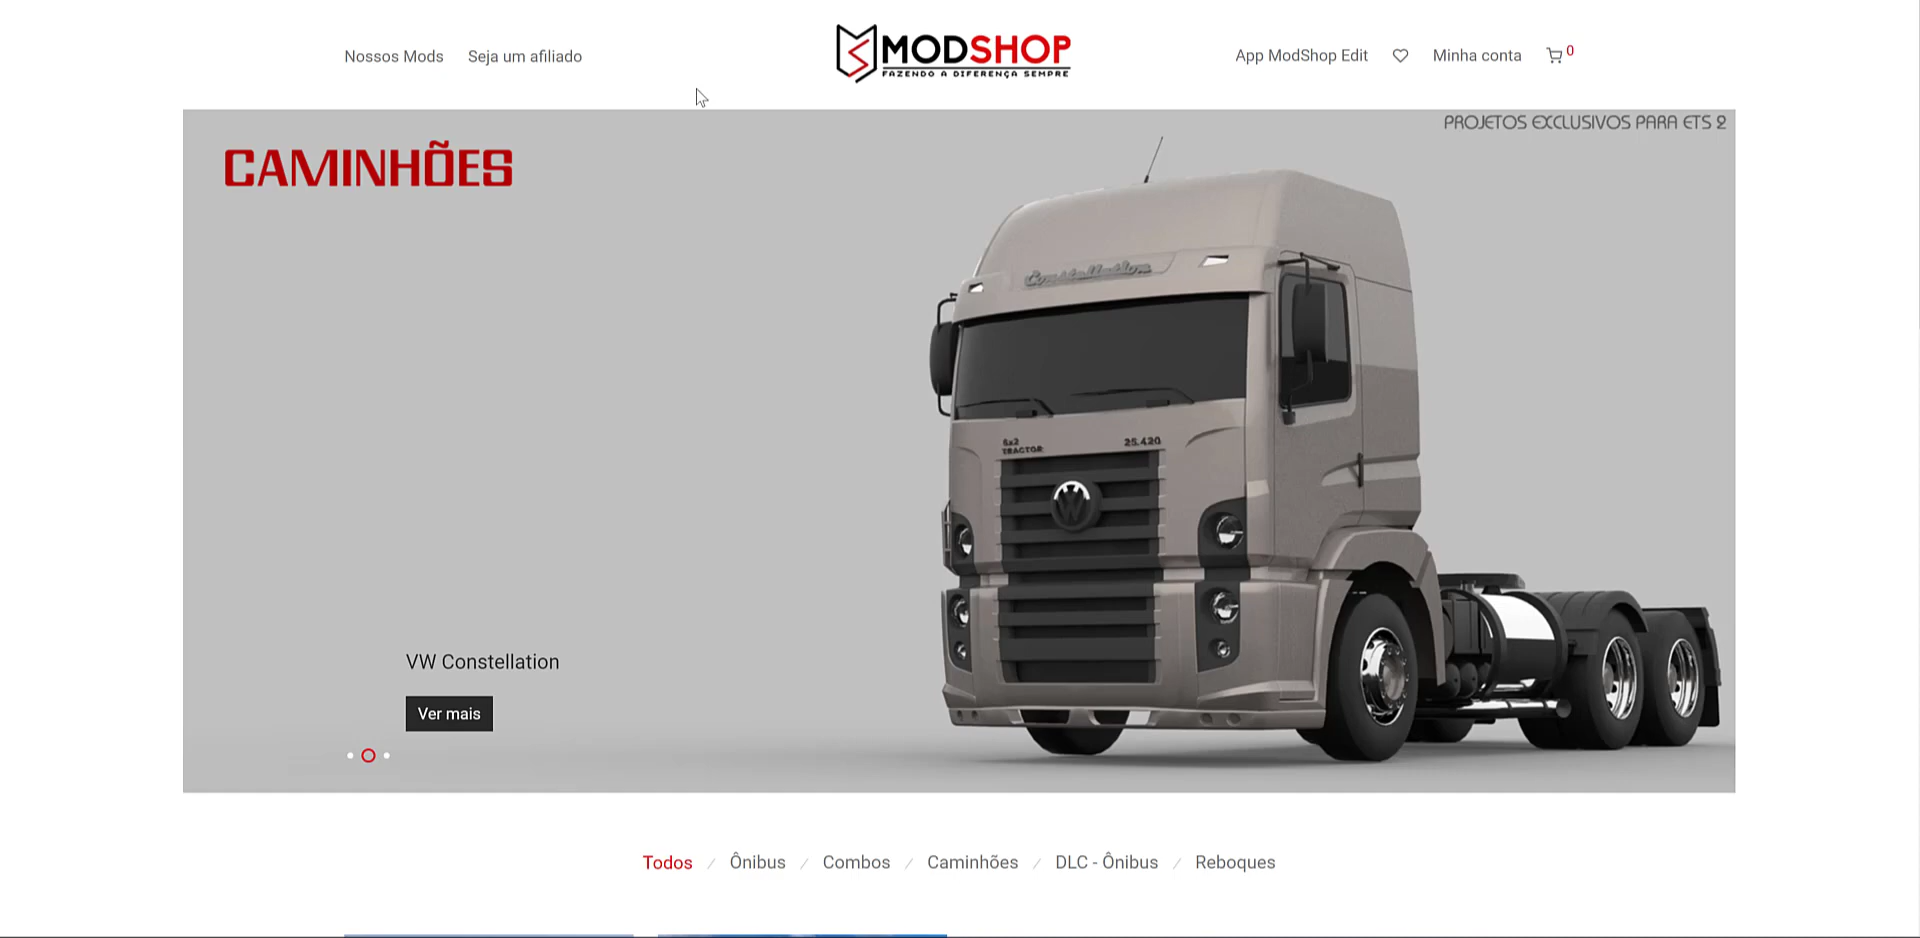 Nossos Mods
Seja um afiliado
MODSHOP
FAZENDO A DIFERENÇA SEMPRE
App ModShop Edit
Minha conta
0
PROJETOS EXCLUSIVOS PARA ETS 2
CAMINHÕES
Constellation
6x2
TRACTOR
25.420
VW Constellation
Ver mais
Todos / Ônibus / Combos / Caminhões / DLC - Ônibus / Reboques